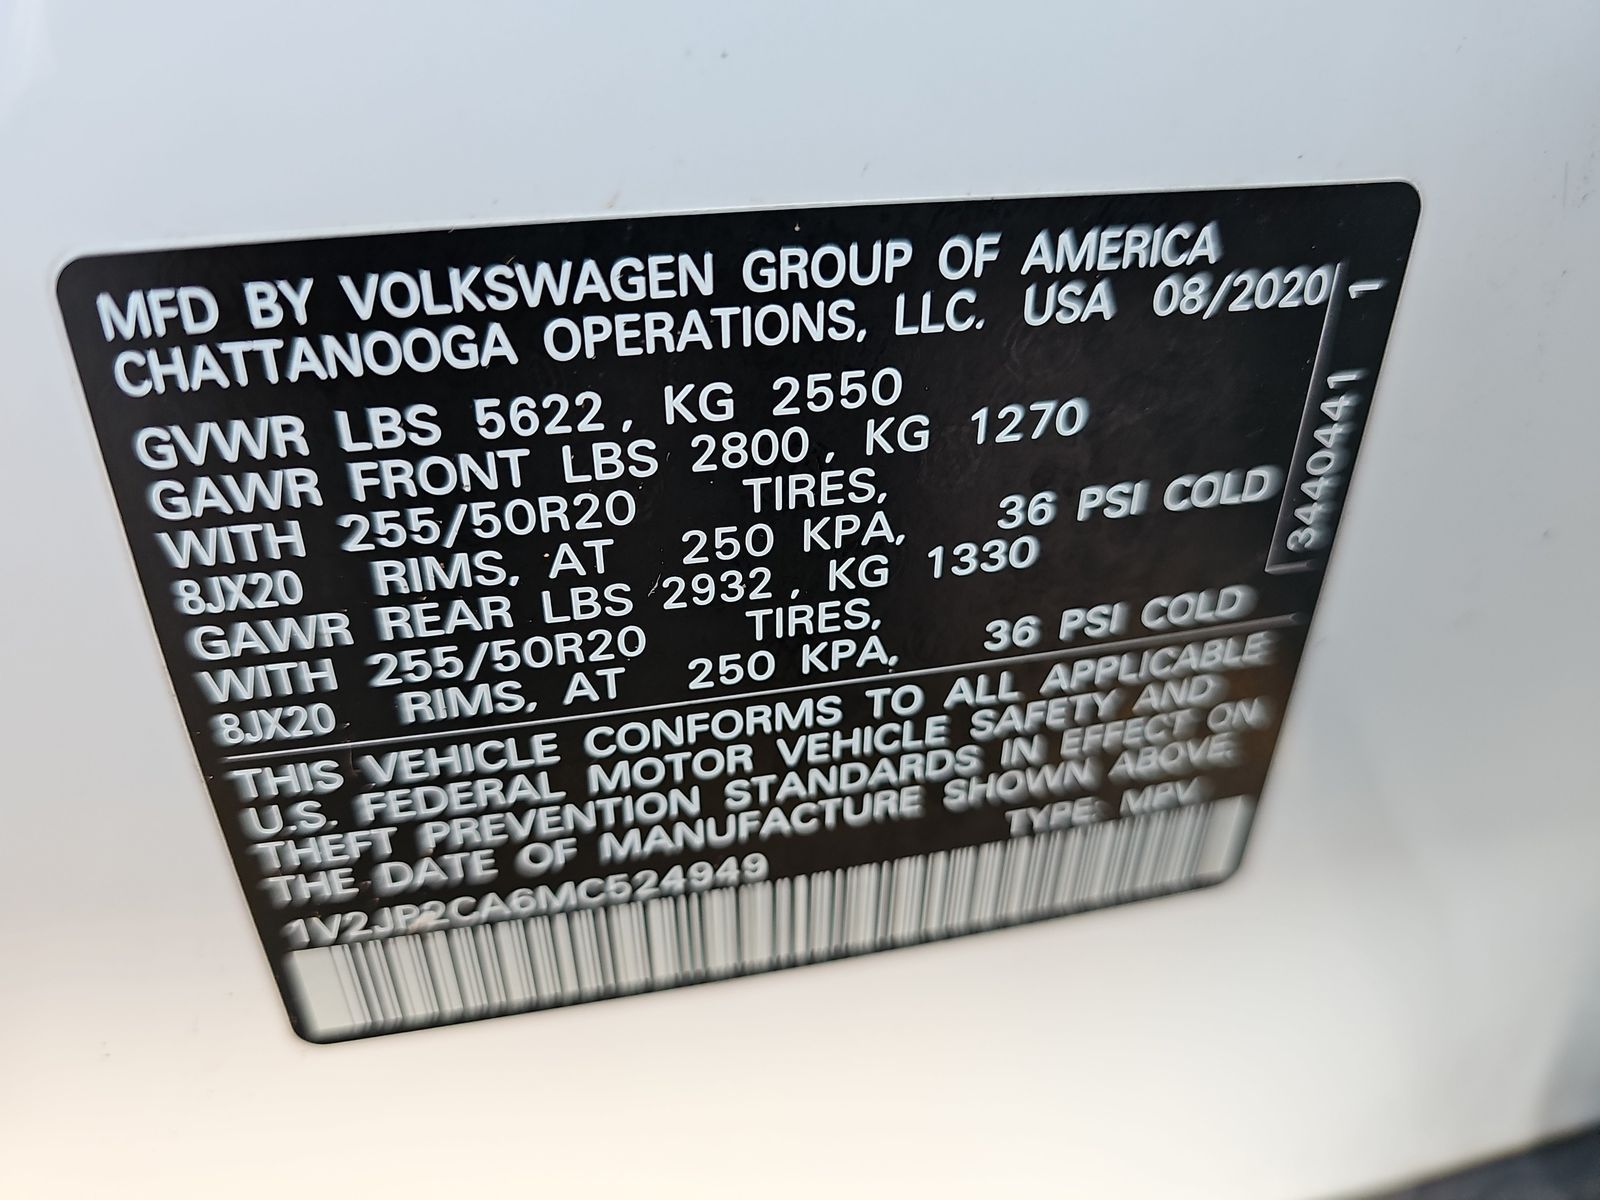 MFD BY VOLKSWAGEN GROUP OF AMERICA
CHATTANOOGA OPERATIONS, LLC. USA 08/2020
GVWR LBS 5622, KG 2550
GAWR FRONT LBS 2800, KG 1270
WITH 255/50R20 TIRES,
8JX20 RIMS, AT 250 KPA, 36 PSI COLD
GAWR REAR LBS 2932, KG 1330
WITH 255/50R20 TIRES,
8JX20 RIMS, AT 250 KPA, 36 PSI COLD
THIS VEHICLE CONFORMS TO ALL APPLICABLE
U.S. FEDERAL MOTOR VEHICLE SAFETY AND
THEFT PREVENTION STANDARDS IN EFFECT ON
THE DATE OF MANUFACTURE SHOWN ABOVE.
1V2JP2CA6MC524949 TYPE: MPV
34404411 1